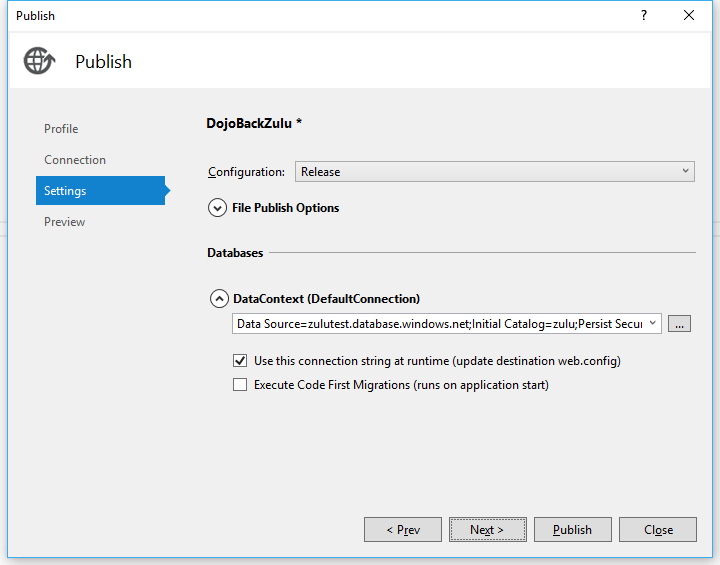 Publish
?
Publish
Profile
Connection
Settings
Preview
DojoBackZulu *
Configuration: Release
File Publish Options
Databases
DataContext (DefaultConnection)
Data Source=zulutest.database.windows.net;Initial Catalog=zulu;Persist Secur
...
Use this connection string at runtime (update destination web.config)
Execute Code First Migrations (runs on application start)
< Prev Next > Publish Close